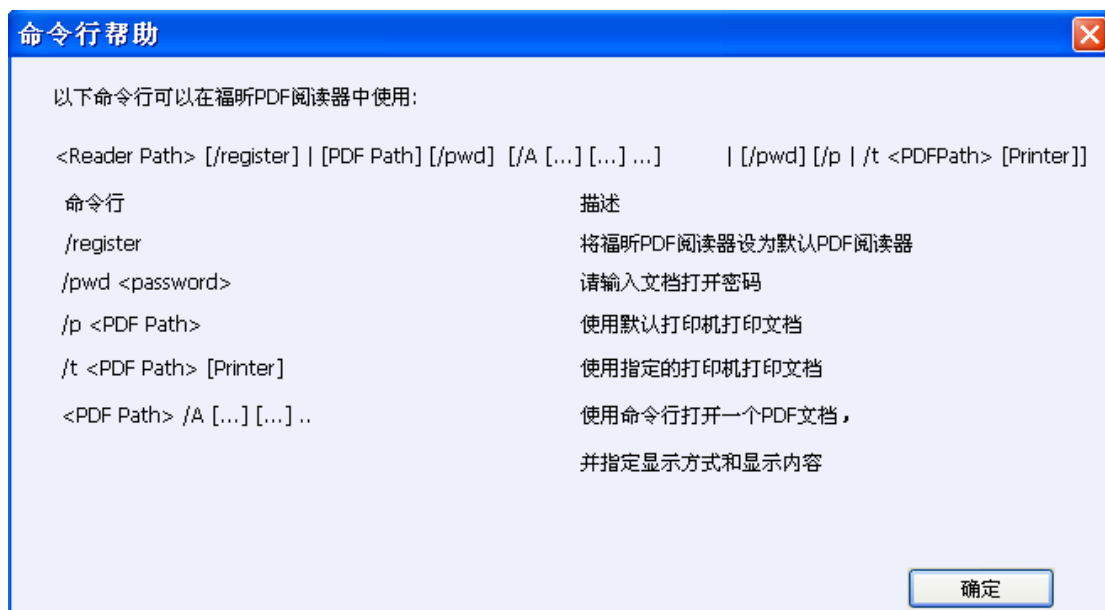 命令行帮助
以下命令行可以在福昕PDF阅读器中使用:
<Reader Path> [/register] | [PDF Path] [/pwd] [/A [...] [...] ...] | [/pwd] [/p | /t <PDFPath> [Printer]]
命令行 描述
/register 将福昕PDF阅读器设为默认PDF阅读器
/pwd <password> 请输入文档打开密码
/p <PDF Path> 使用默认打印机打印文档
/t <PDF Path> [Printer] 使用指定的打印机打印文档
<PDF Path> /A [...] [...] .. 使用命令行打开一个PDF文档，
并指定显示方式和显示内容
确定